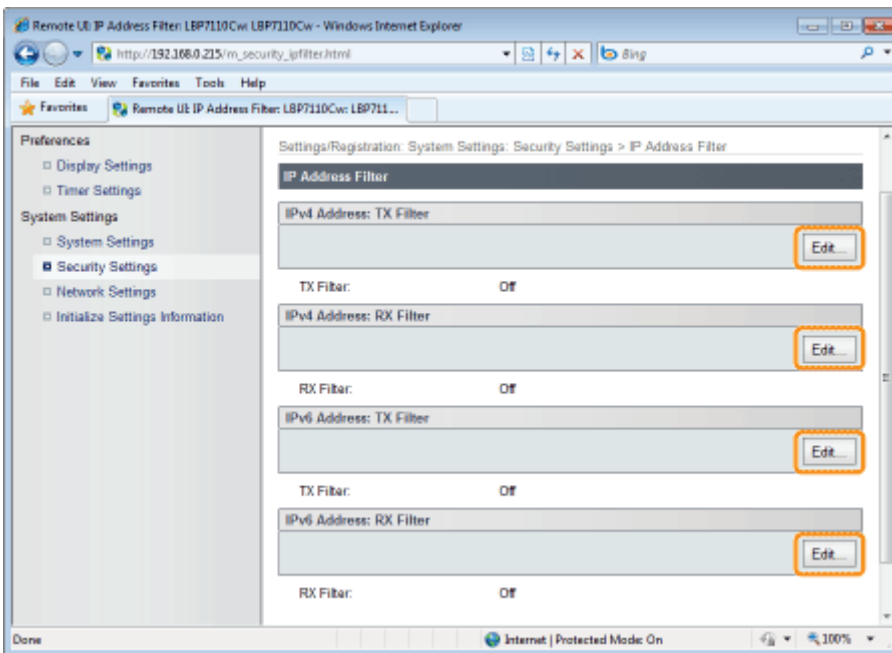 Remote UI: IP Address Filter: LBP7110Cw: LBP7110Cw - Windows Internet Explorer
http://192.168.0.215/m_security_ipfilter.html
Bing
File Edit View Favorites Tools Help
Favorites
Remote UI: IP Address Filter: LBP7110Cw: LBP711...
Preferences
Display Settings
Timer Settings
System Settings
System Settings
Security Settings
Network Settings
Initialize Settings Information
Settings/Registration: System Settings: Security Settings > IP Address Filter
IP Address Filter
IPv4 Address: TX Filter
Edit...
TX Filter: Off
IPv4 Address: RX Filter
Edit...
RX Filter: Off
IPv6 Address: TX Filter
Edit...
TX Filter: Off
IPv6 Address: RX Filter
Edit...
RX Filter: Off
Done
Internet | Protected Mode: On
100%